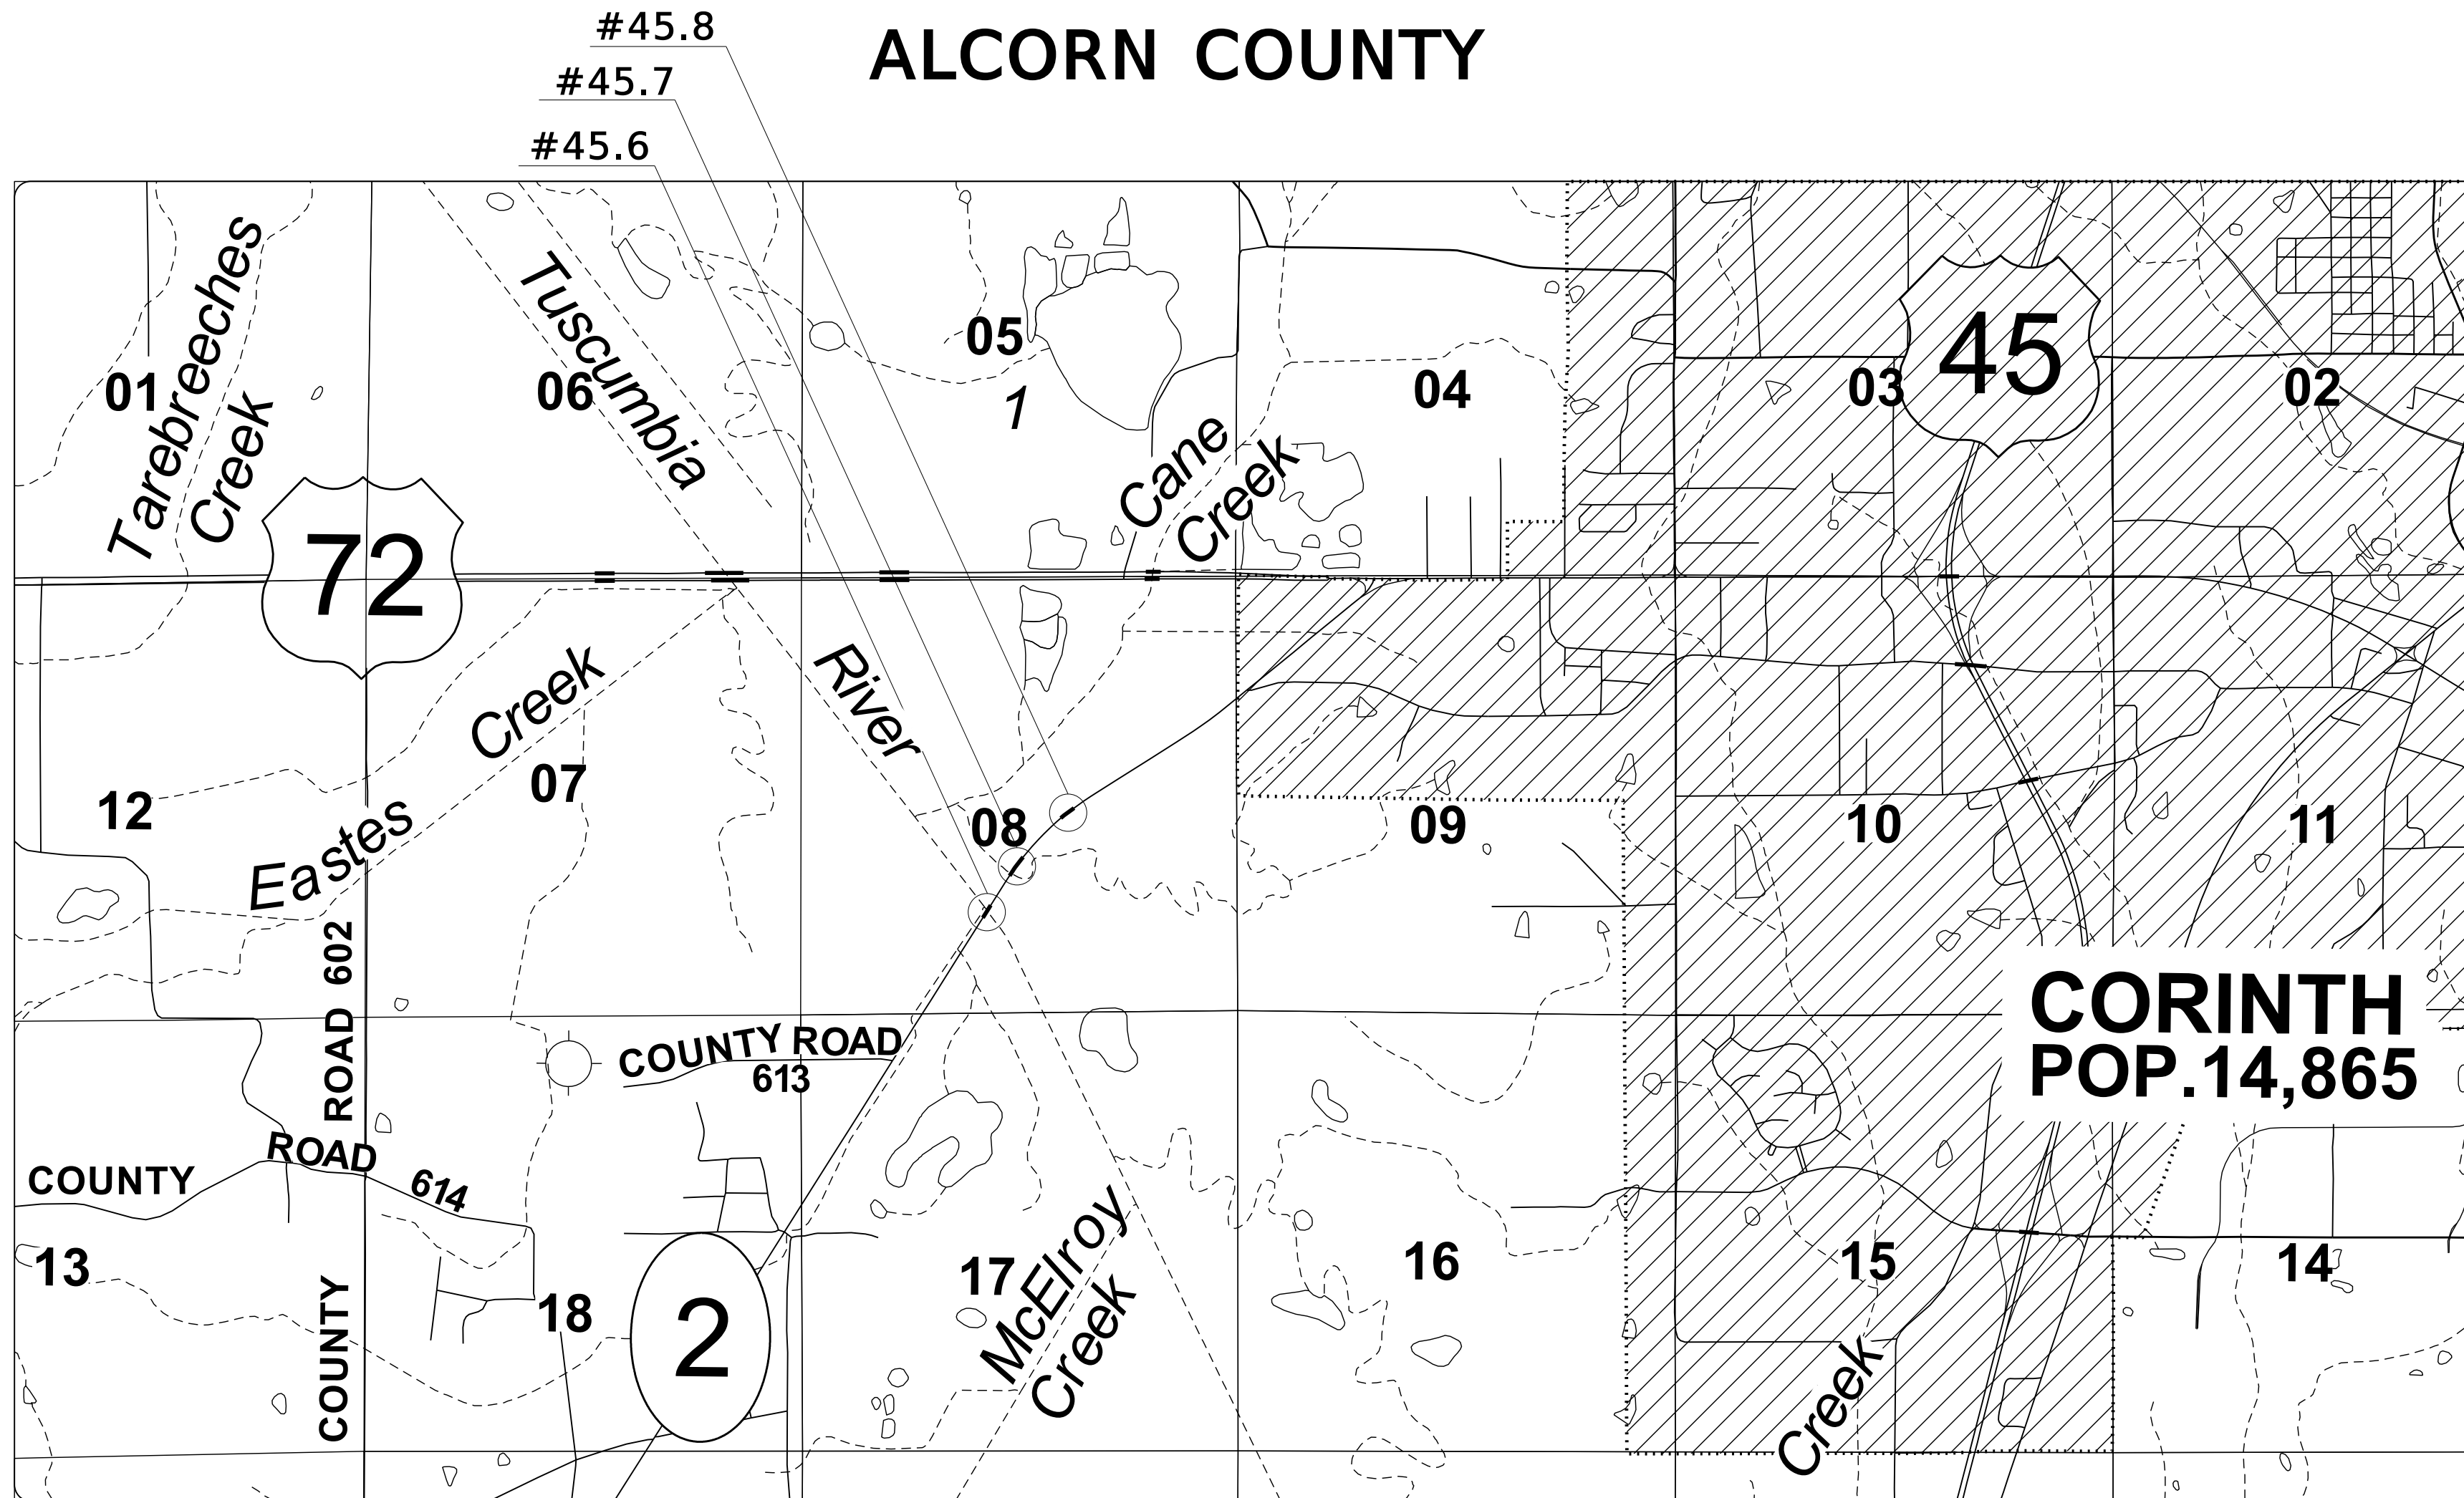 #45.8
ALCORN COUNTY
#45.7
#45.6
Tarebreeches
Creek
Tuscumbia
River
01
06
05
1
04
03
45
02
Cane
Creek
72
Creek
Eastes
12
07
08
09
10
11
COUNTY ROAD 602
CORINTH
POP.14,865
COUNTY ROAD
613
COUNTY ROAD 614
13
18
2
17
McElroy
Creek
16
15
14
Creek